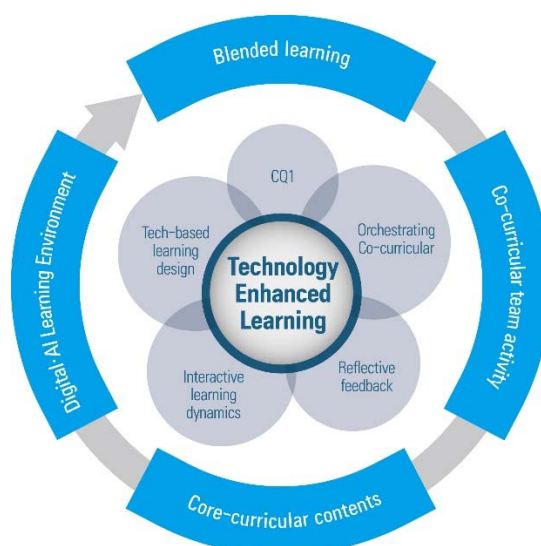 Blended learning
CQ1
Tech-based
learning
design
Orchestrating
Co-curricular
Technology
Enhanced
Learning
Interactive
learning
dynamics
Reflective
feedback
Digital·AI Learning Environment
Co-curricular team activity
Core-curricular contents